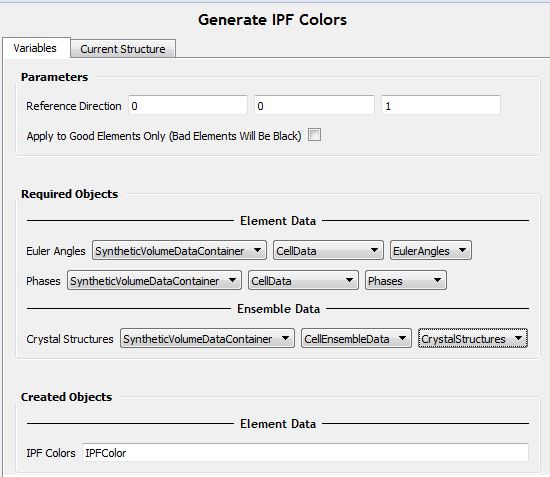 Generate IPF Colors
Variables Current Structure
Parameters
Reference Direction 0 0 1
Apply to Good Elements Only (Bad Elements Will Be Black)
Required Objects
Element Data
Euler Angles SyntheticVolumeDataContainer CellData EulerAngles
Phases SyntheticVolumeDataContainer CellData Phases
Ensemble Data
Crystal Structures SyntheticVolumeDataContainer CellEnsembleData CrystalStructures
Created Objects
Element Data
IPF Colors IPFColor